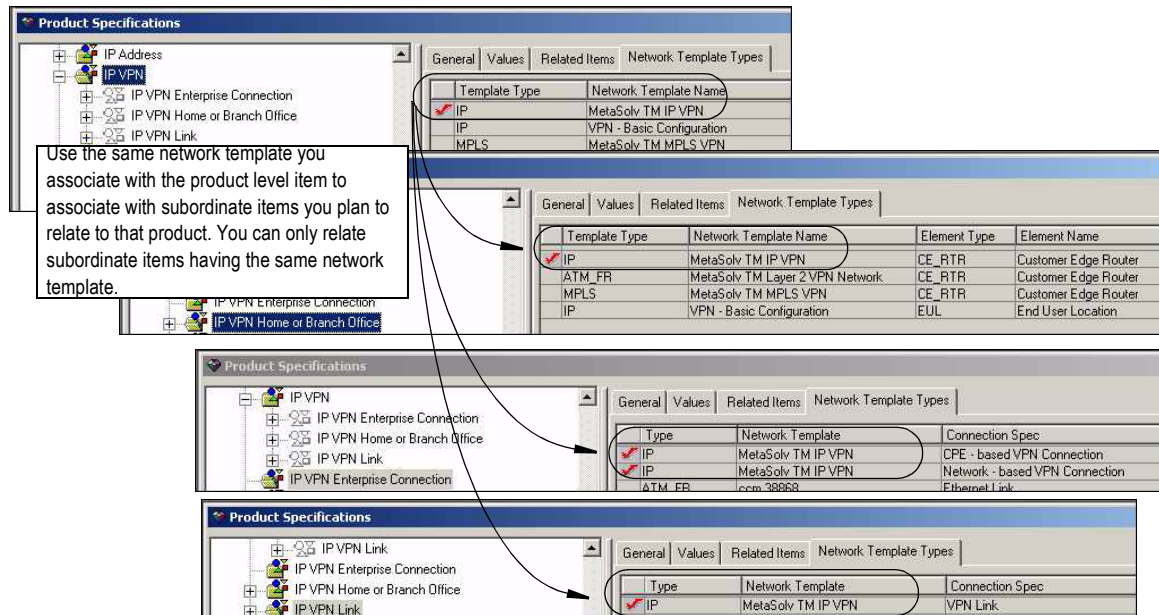 Product Specifications
IP Address
IP VPN
IP VPN Enterprise Connection
IP VPN Home or Branch Office
IP VPN Link
General Values Related Items Network Template Types
Template Type Network Template Name
IP MetaSolv TM IP VPN
IP VPN - Basic Configuration
MPLS MetaSolv TM MPLS VPN
Use the same network template you
associate with the product level item to
associate with subordinate items you plan to
relate to that product. You can only relate
subordinate items having the same network
template.
IP VPN Enterprise Connection
IP VPN Home or Branch Office
General Values Related Items Network Template Types
Template Type Network Template Name Element Type Element Name
IP MetaSolv TM IP VPN CE_RTR Customer Edge Router
ATM_FR MetaSolv TM Layer 2 VPN Network CE_RTR Customer Edge Router
MPLS MetaSolv TM MPLS VPN CE_RTR Customer Edge Router
IP VPN - Basic Configuration EUL End User Location
Product Specifications
IP VPN
IP VPN Enterprise Connection
IP VPN Home or Branch Office
IP VPN Link
IP VPN Enterprise Connection
General Values Related Items Network Template Types
Type Network Template Connection Spec
IP MetaSolv TM IP VPN CPE - based VPN Connection
IP MetaSolv TM IP VPN Network - based VPN Connection
ATM_FR ccm 38868 Ethernet Link
Product Specifications
IP VPN Link
IP VPN Enterprise Connection
IP VPN Home or Branch Office
IP VPN Link
General Values Related Items Network Template Types
Type Network Template Connection Spec
IP MetaSolv TM IP VPN VPN Link